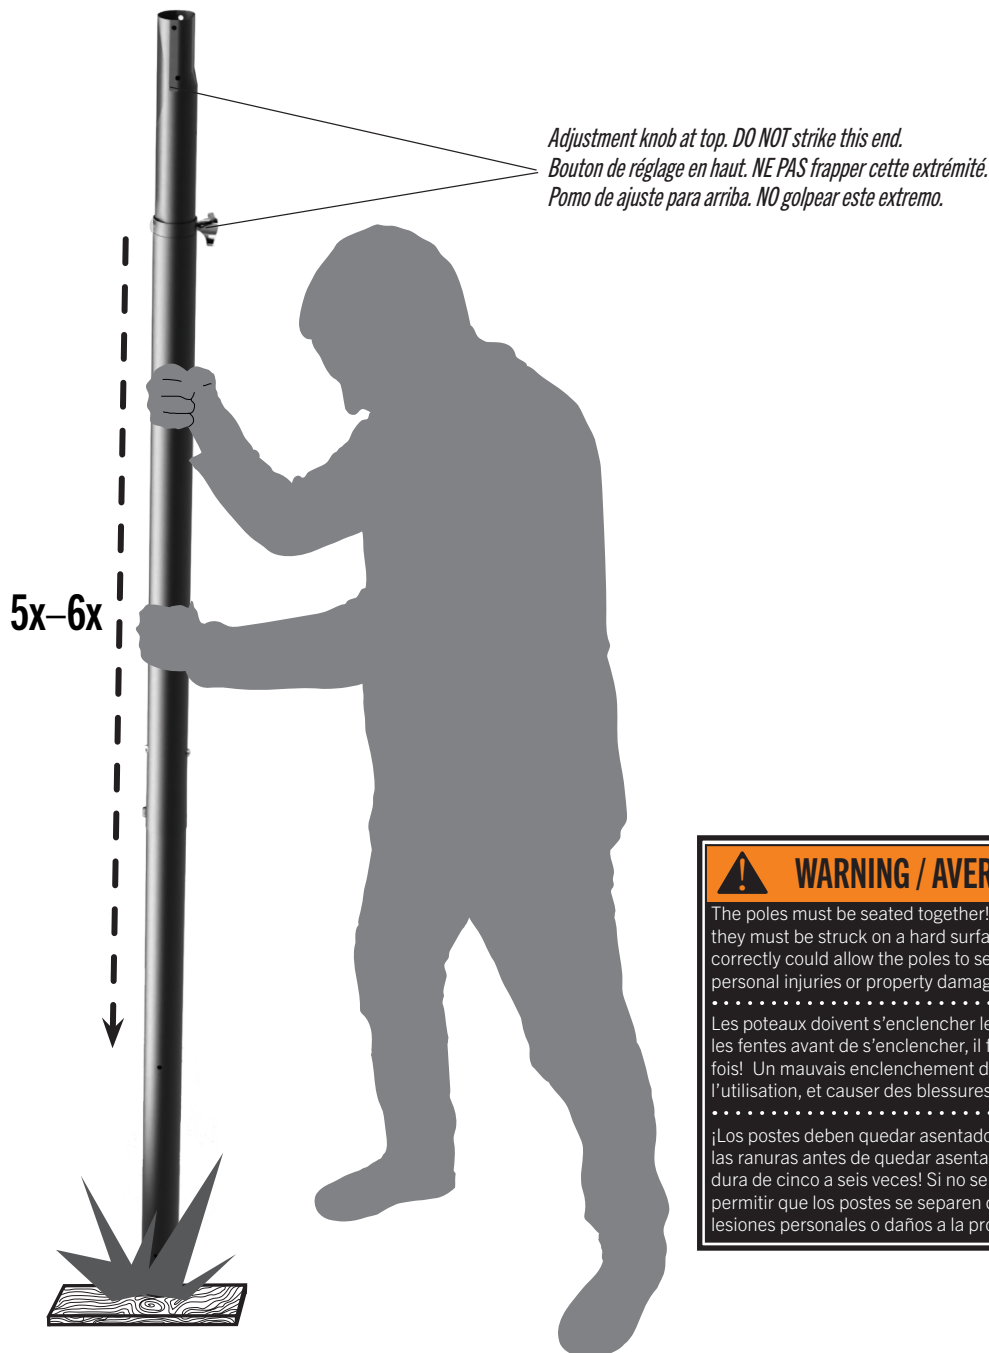 Adjustment knob at top. DO NOT strike this end.
Bouton de réglage en haut. NE PAS frapper cette extrémité.
Pomo de ajuste para arriba. NO golpear este extremo.
5x–6x
WARNING / AVER
The poles must be seated together!
they must be struck on a hard surfa
correctly could allow the poles to se
personal injuries or property damag
Les poteaux doivent s’enclencher le
les fentes avant de s’enclencher, il f
fois! Un mauvais enclenchement d
l’utilisation, et causer des blessures
¡Los postes deben quedar asentado
las ranuras antes de quedar asenta
dura de cinco a seis veces! Si no se
permitir que los postes se separen
lesiones personales o daños a la pro